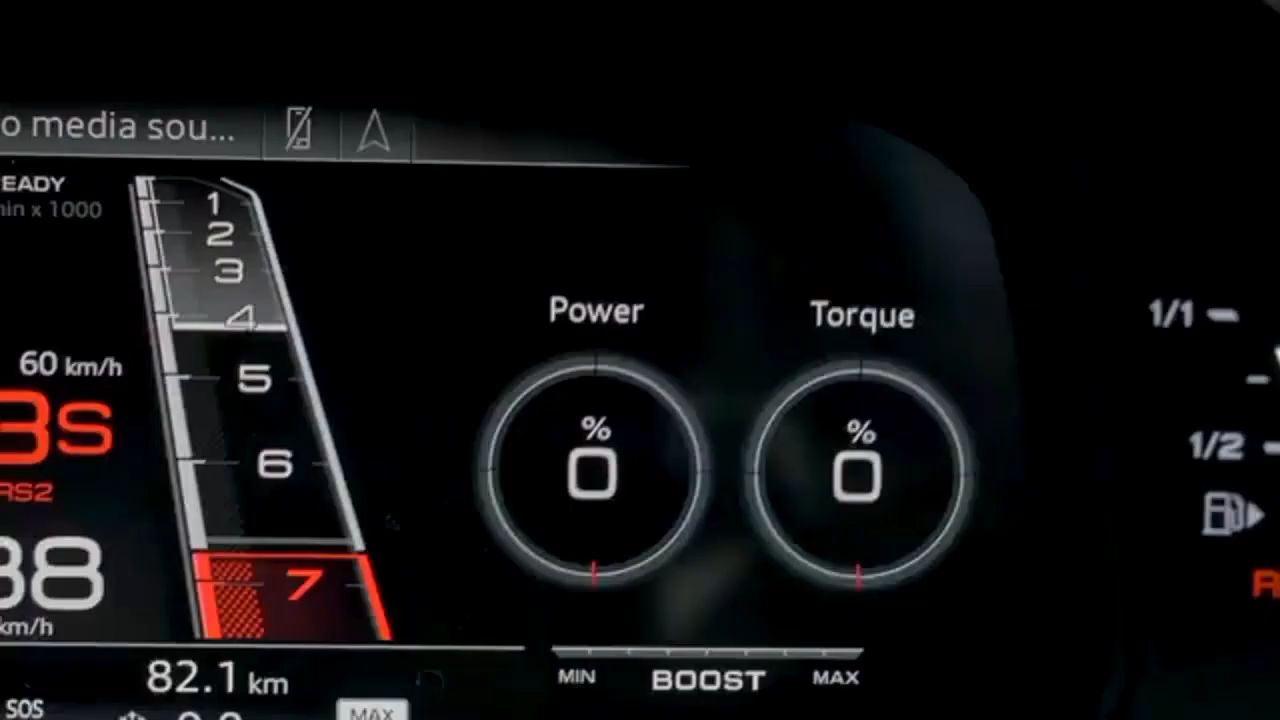 o media sou...
EADY
min x 1000
1
2
3
4
5
6
7
60 km/h
3S
RS2
88
km/h
82.1 km
SOS
MAX
Power
% 0
Torque
% 0
MIN BOOST MAX
1/1
1/2
R